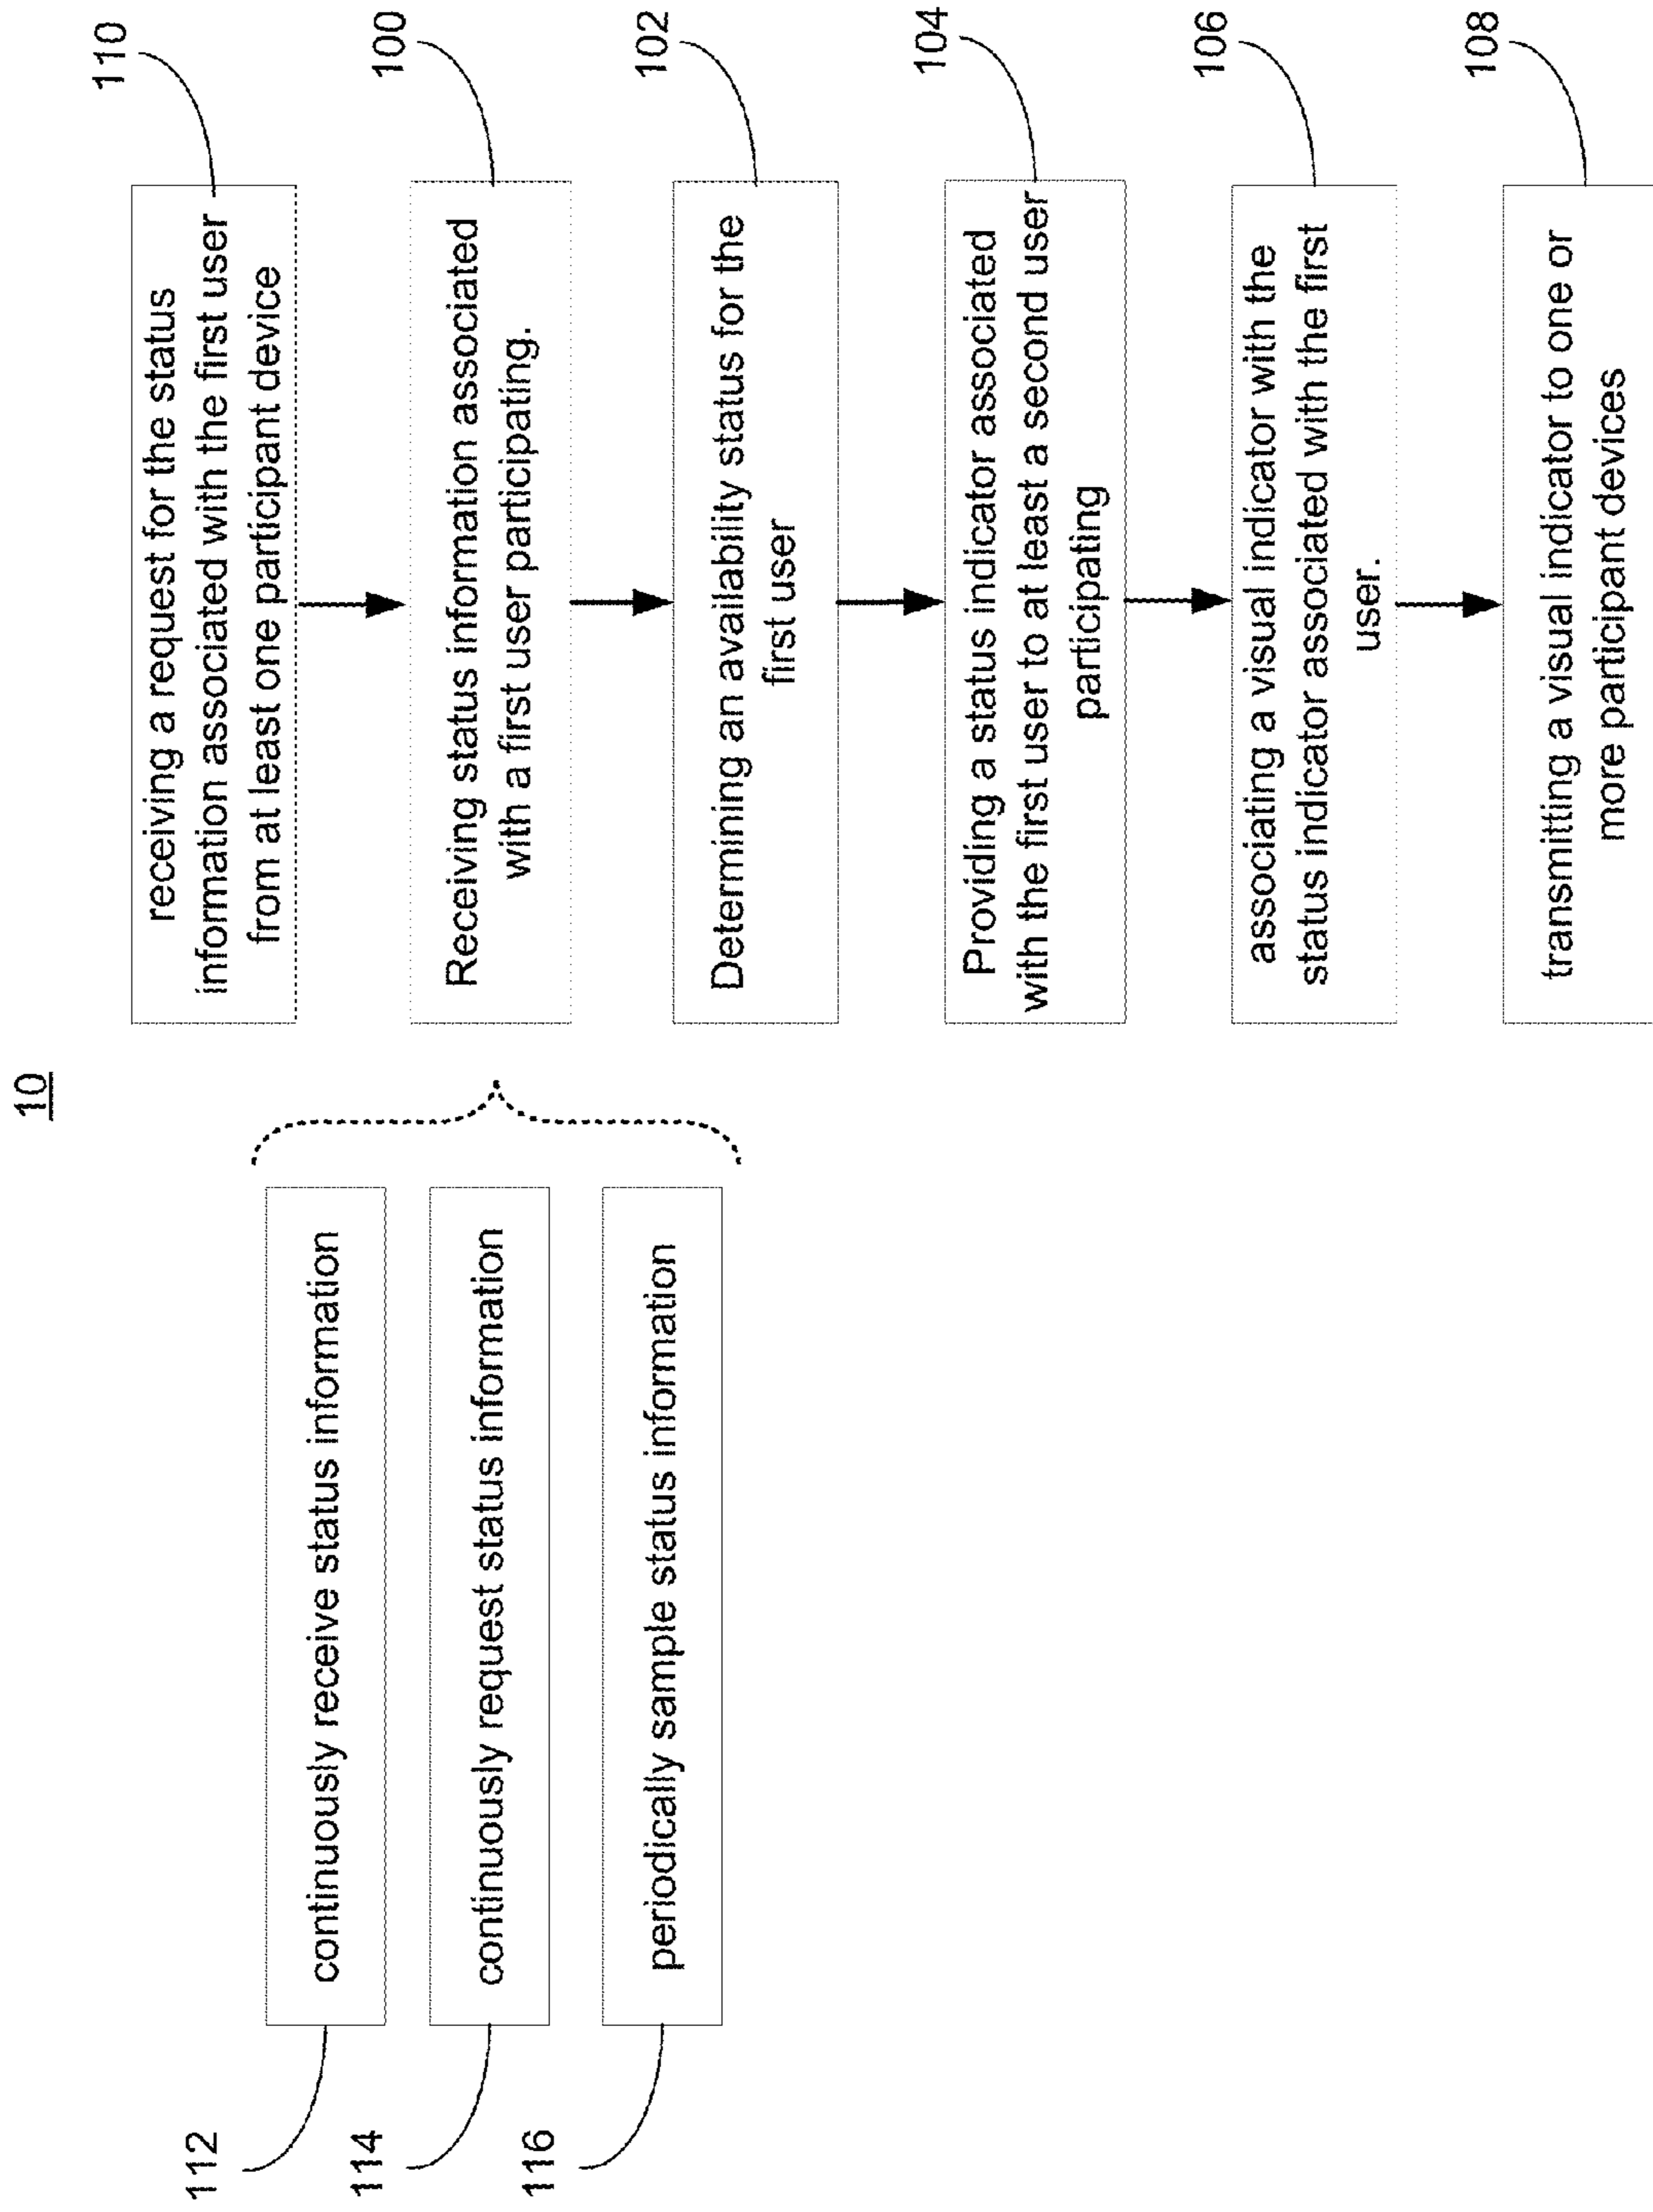 10
110
receiving a request for the status
information associated with the first user
from at least one participant device
100
Receiving status information associated
with a first user participating.
102
Determining an availability status for the
first user
104
Providing a status indicator associated
with the first user to at least a second user
participating
106
associating a visual indicator with the
status indicator associated with the first
user.
108
transmitting a visual indicator to one or
more participant devices
112
continuously receive status information
114
continuously request status information
116
periodically sample status information